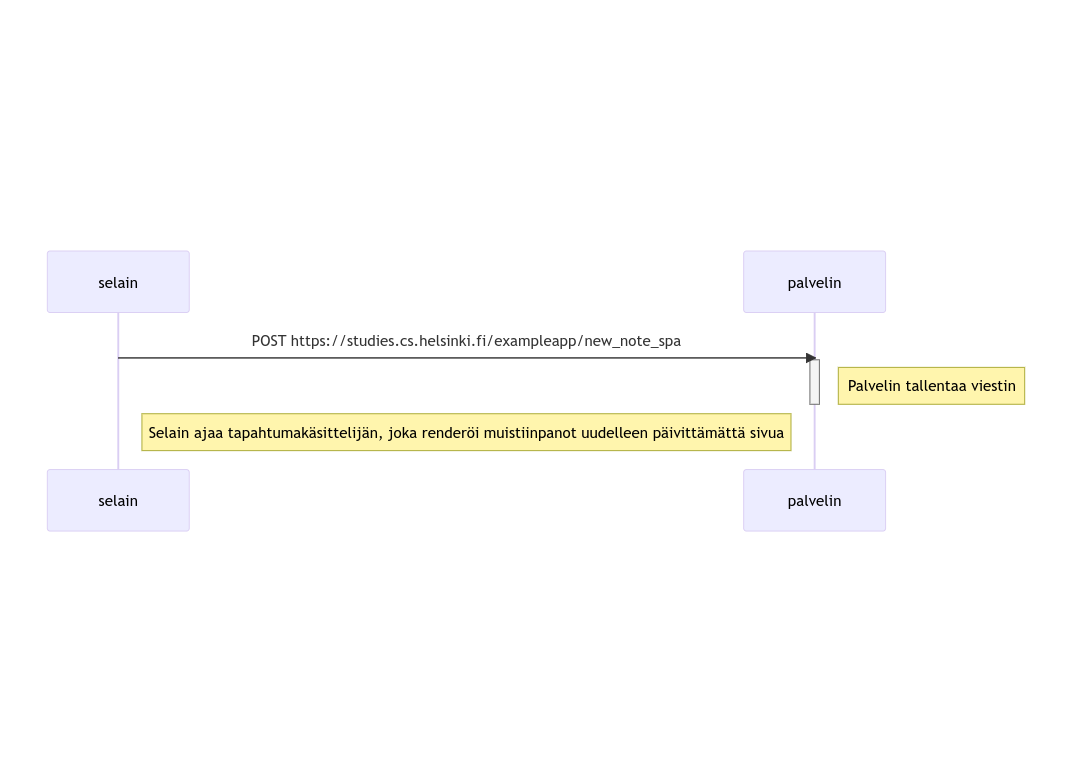 selain
palvelin
POST https://studies.cs.helsinki.fi/exampleapp/new_note_spa
Palvelin tallentaa viestin
Selain ajaa tapahtumakäsittelijän, joka renderöi muistiinpanot uudelleen päivittämättä sivua
selain
palvelin